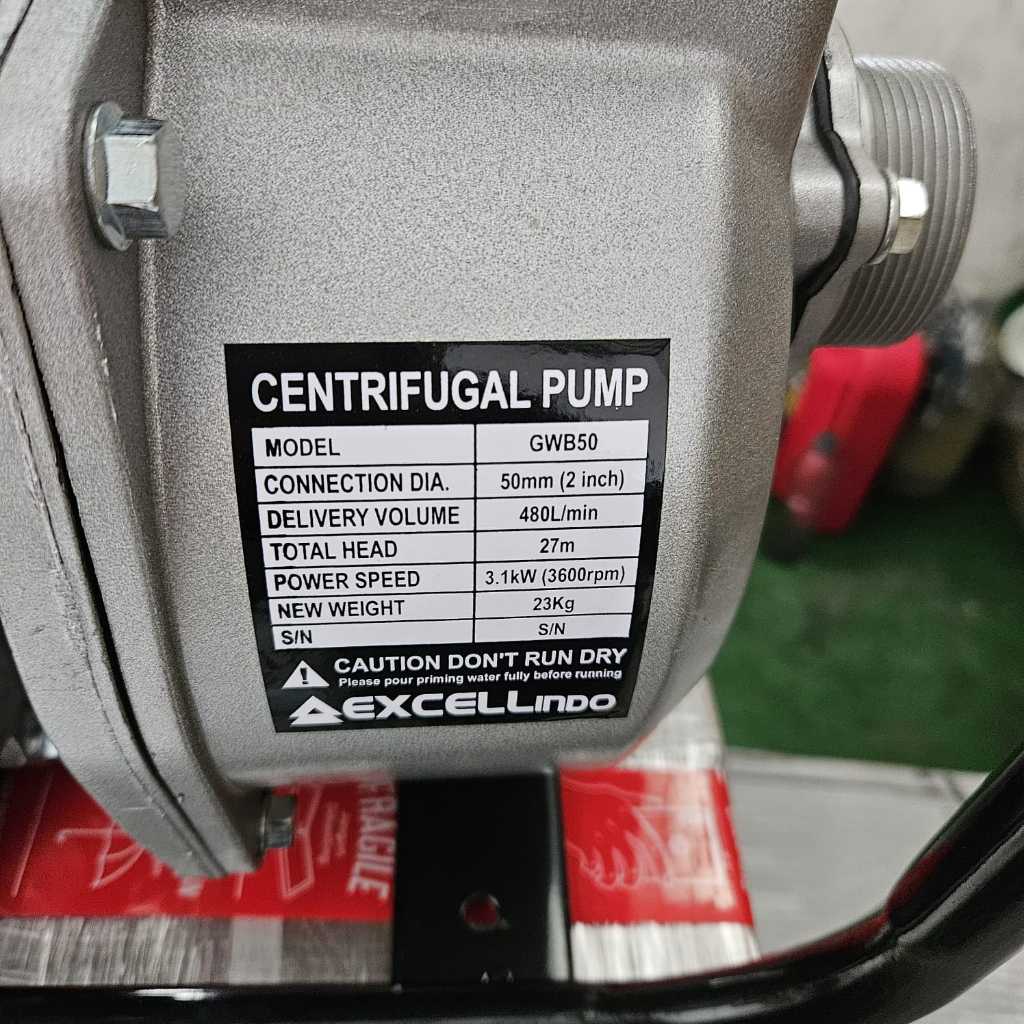 CENTRIFUGAL PUMP
MODEL GWB50
CONNECTION DIA. 50mm (2 inch)
DELIVERY VOLUME 480L/min
TOTAL HEAD 27m
POWER SPEED 3.1kW (3600rpm)
NEW WEIGHT 23Kg
S/N S/N
CAUTION DON'T RUN DRY
Please pour priming water fully before running
EXCELLINDO
FRAGILE